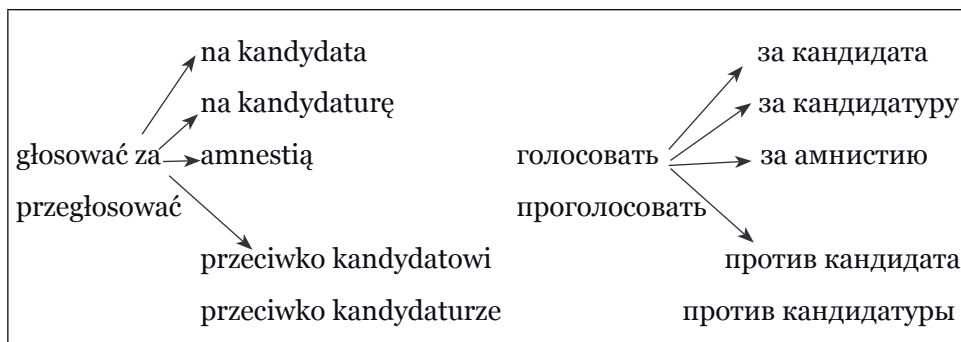 na kandydata за кандидата
na kandydaturę за кандидатуру
głosować za amnestią голосовать за амнистию
przegłosować проголосовать
przeciwko kandydatowi против кандидата
przeciwko kandydaturze против кандидатуры